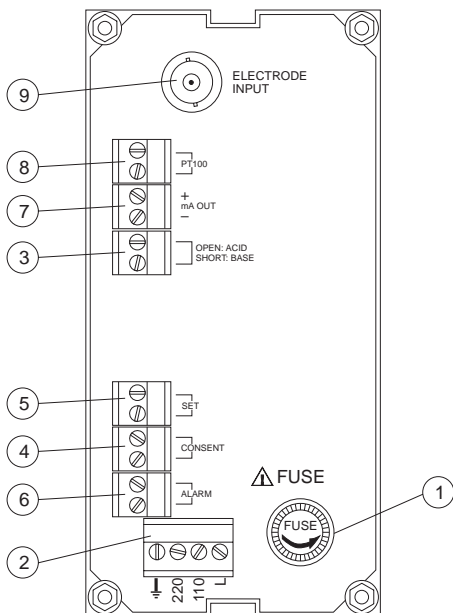 9
ELECTRODE
INPUT
8
PT100
7
+
mA OUT
–
3
OPEN: ACID
SHORT: BASE
5
SET
4
CONSENT
6
ALARM
FUSE
1
FUSE
2
220
110
L